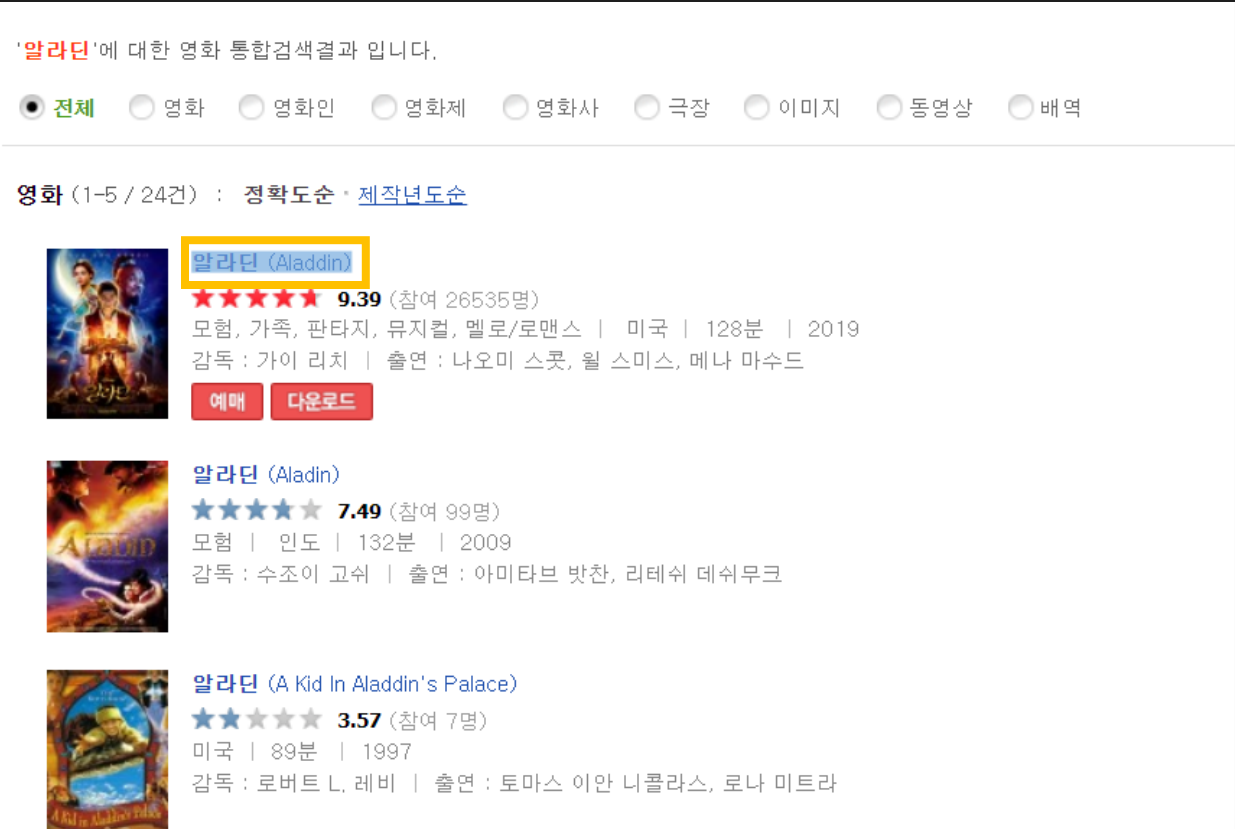 '알라딘'에 대한 영화 통합검색결과 입니다.
전체 영화 영화인 영화제 영화사 극장 이미지 동영상 배역
영화 (1-5 / 24건) : 정확도순 · 제작년도순
알라딘 (Aladdin)
9.39 (참여 26535명)
모험, 가족, 판타지, 뮤지컬, 멜로/로맨스 | 미국 | 128분 | 2019
감독 : 가이 리치 | 출연 : 나오미 스콧, 윌 스미스, 메나 마수드
예매 다운로드
알라딘
알라딘 (Aladin)
7.49 (참여 99명)
모험 | 인도 | 132분 | 2009
감독 : 수조이 고쉬 | 출연 : 아미타브 밧찬, 리테쉬 데쉬무크
ALADIN
알라딘 (A Kid In Aladdin's Palace)
3.57 (참여 7명)
미국 | 89분 | 1997
감독 : 로버트 L. 레비 | 출연 : 토마스 이안 니콜라스, 로나 미트라
A Kid in Aladdin's Palace